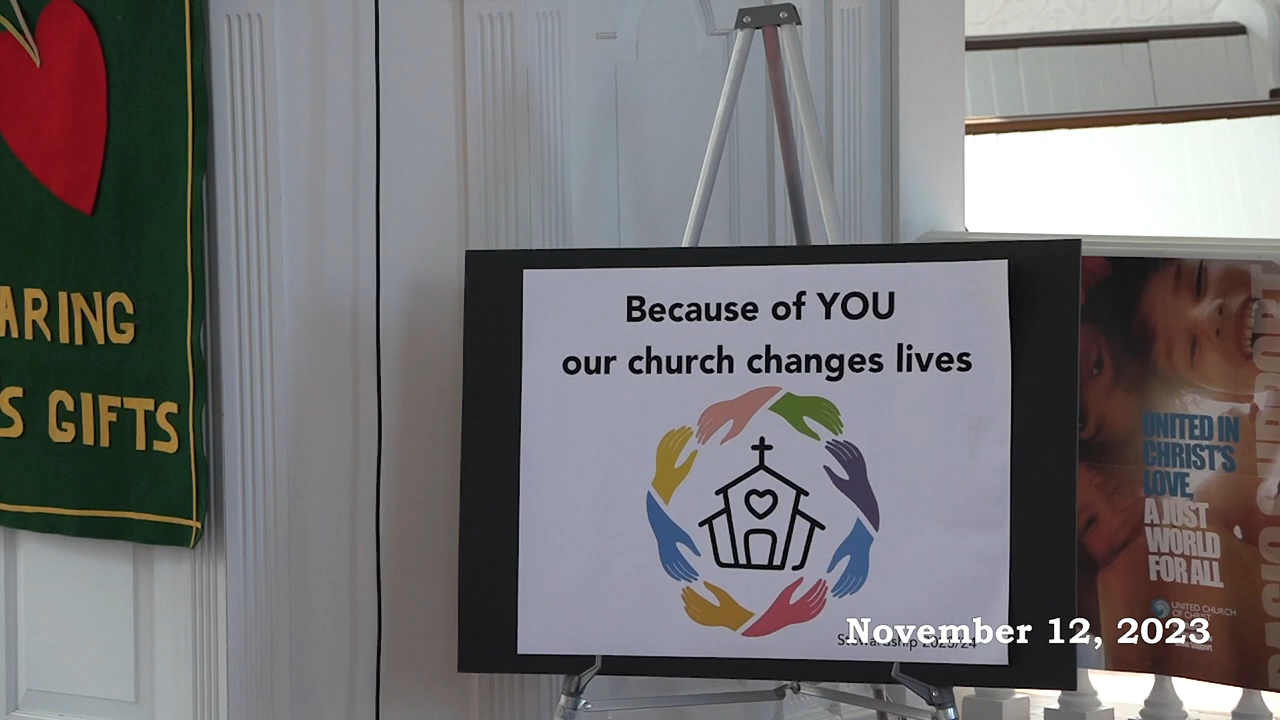 ARING
S GIFTS
Because of YOU
our church changes lives
Stewardship 2023/24
November 12, 2023
UNITED IN
CHRIST'S
LOVE,
A JUST
WORLD
FOR ALL
UNITED CHURCH
OF CHRIST